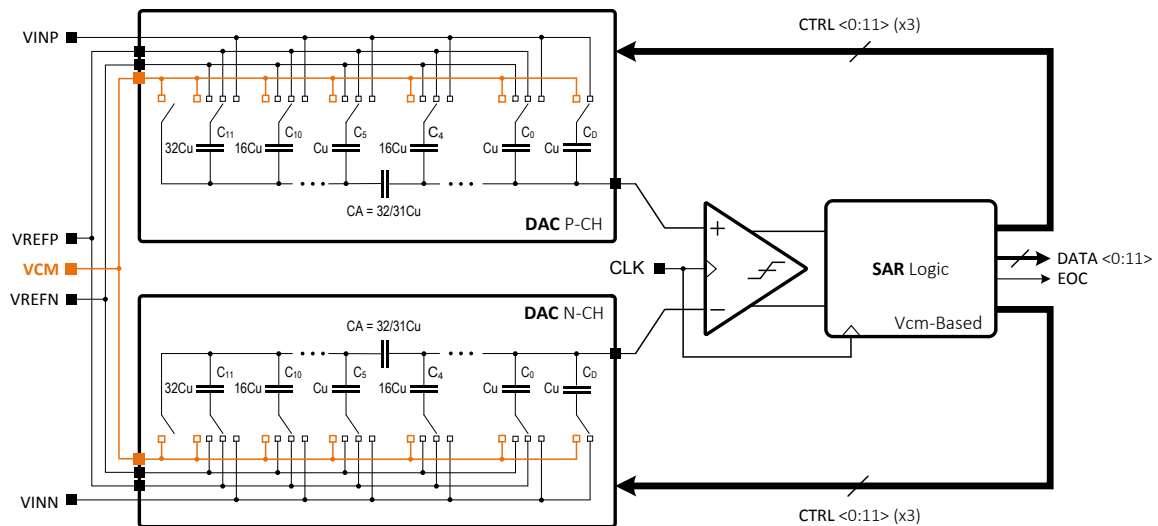 VINP
CTRL <0:11> (x3)
C11 C10 C5 C4 C0 CD
32Cu 16Cu Cu 16Cu Cu Cu
CA = 32/31Cu
DAC P-CH
VREFP
VCM
VREFN
CLK
+
−
SAR Logic
Vcm-Based
DATA <0:11>
EOC
DAC N-CH
CA = 32/31Cu
C11 C10 C5 C4 C0 CD
32Cu 16Cu Cu 16Cu Cu Cu
VINN
CTRL <0:11> (x3)